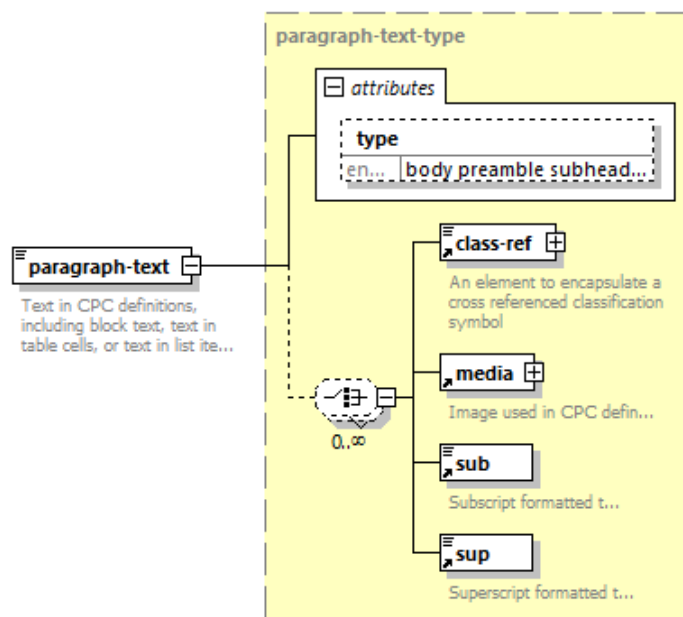 paragraph-text-type
attributes
type
en... body preamble subhead...
paragraph-text
Text in CPC definitions,
including block text, text in
table cells, or text in list ite...
class-ref
An element to encapsulate a
cross referenced classification
symbol
media
Image used in CPC defin...
0..∞
sub
Subscript formatted t...
sup
Superscript formatted t...